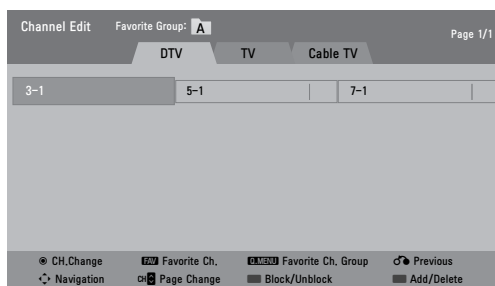 Channel Edit Favorite Group: A Page 1/1
DTV TV Cable TV
3-1 5-1 7-1
CH.Change FAV Favorite Ch. Q.MENU Favorite Ch. Group Previous
Navigation CH Page Change Block/Unblock Add/Delete